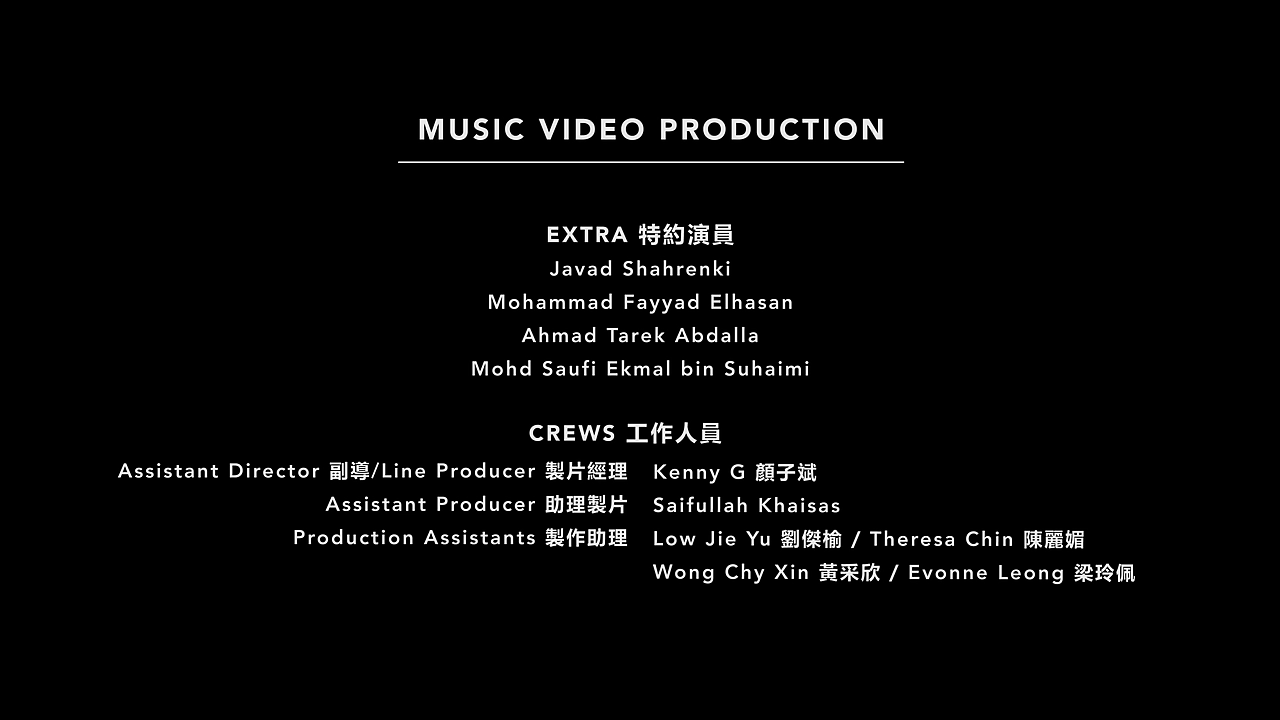 MUSIC VIDEO PRODUCTION
EXTRA 特約演員
Javad Shahrenki
Mohammad Fayyad Elhasan
Ahmad Tarek Abdalla
Mohd Saufi Ekmal bin Suhaimi
CREWS 工作人員
Assistant Director 副導/Line Producer 製片經理 Kenny G 顏子斌
Assistant Producer 助理製片 Saifullah Khaisas
Production Assistants 製作助理 Low Jie Yu 劉傑榆 / Theresa Chin 陳麗媚
Wong Chy Xin 黃采欣 / Evonne Leong 梁玲佩